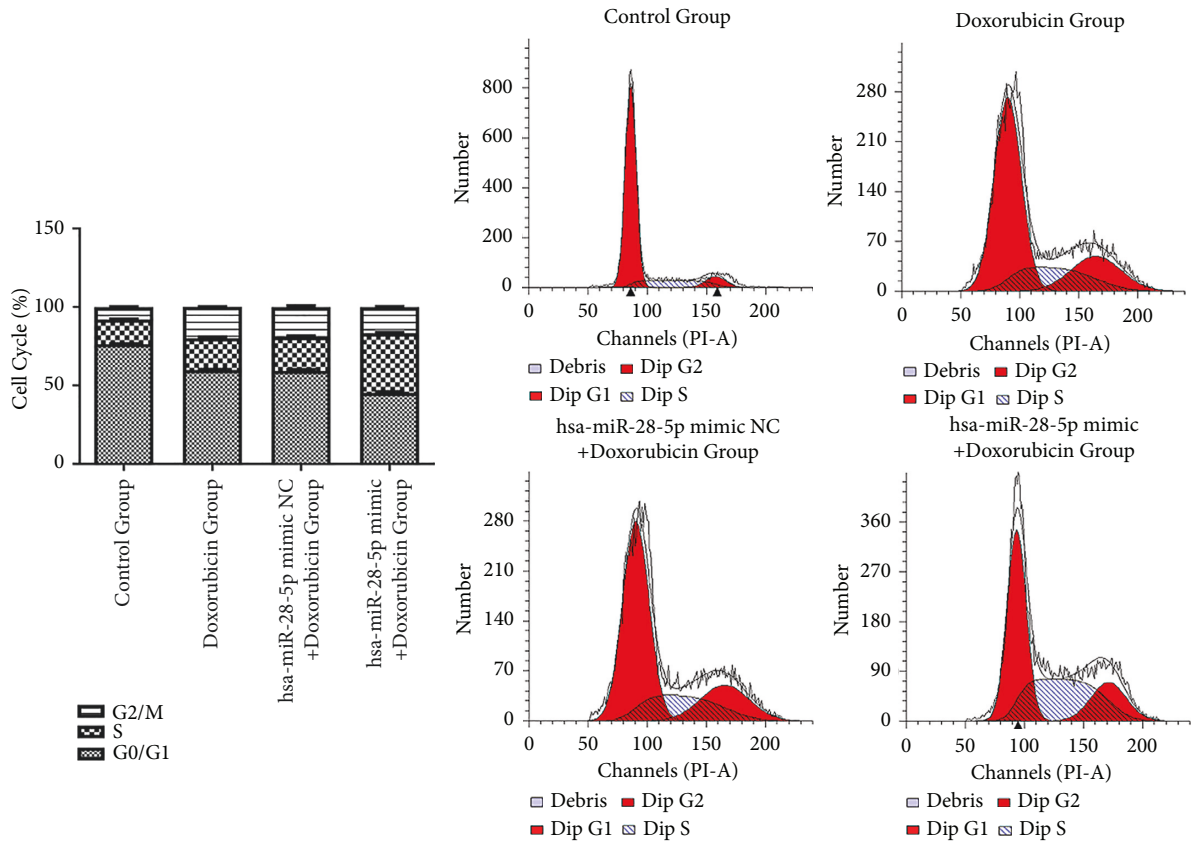 150
100
50
0
Cell Cycle (%)
Control Group
Doxorubicin Group
hsa-miR-28-5p mimic NC
+Doxorubicin Group
hsa-miR-28-5p mimic
+Doxorubicin Group
G2/M
S
G0/G1
Control Group
800
600
400
200
0
Number
0 50 100 150 200
Channels (PI-A)
Debris Dip G2
Dip G1 Dip S
Doxorubicin Group
280
210
140
70
0
Number
0 50 100 150 200
Channels (PI-A)
Debris Dip G2
Dip G1 Dip S
hsa-miR-28-5p mimic NC
+Doxorubicin Group
280
210
140
70
0
Number
0 50 100 150 200
Channels (PI-A)
Debris Dip G2
Dip G1 Dip S
hsa-miR-28-5p mimic
+Doxorubicin Group
360
270
180
90
0
Number
0 50 100 150 200
Channels (PI-A)
Debris Dip G2
Dip G1 Dip S